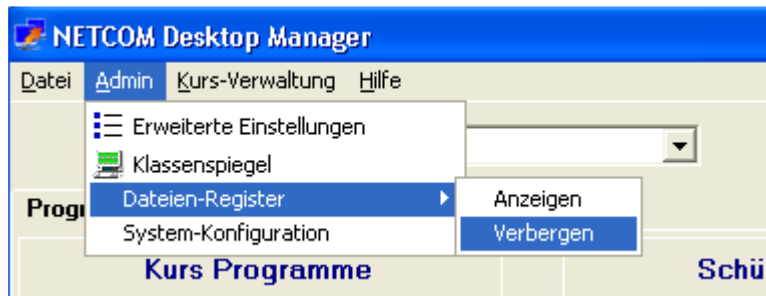 NETCOM Desktop Manager
Datei Admin Kurs-Verwaltung Hilfe
Erweiterte Einstellungen
Klassenspiegel
Dateien-Register
Anzeigen
System-Konfiguration
Verbergen
Kurs Programme